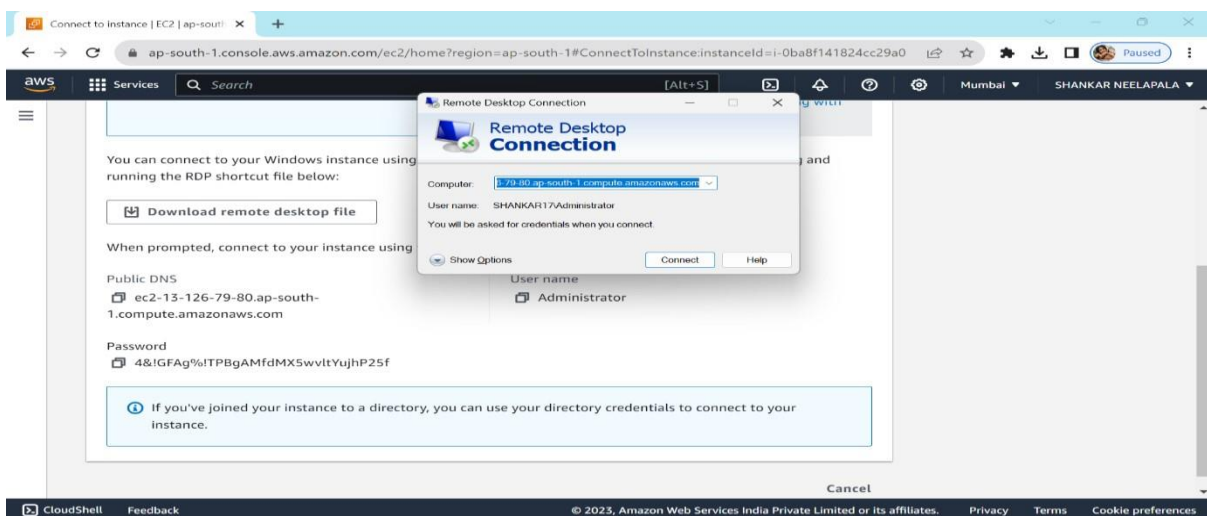 Connect to instance | EC2 | ap-south
ap-south-1.console.aws.amazon.com/ec2/home?region=ap-south-1#ConnectToInstance:instanceId=i-0ba8f141824cc29a0
Paused
aws
Services
Search
[Alt+S]
Mumbai
SHANKAR NEELAPALA
Remote Desktop Connection
Remote Desktop
Connection
Computer: 6-79-80.ap-south-1.compute.amazonaws.com
User name: SHANKAR17\Administrator
You will be asked for credentials when you connect.
Show Options
Connect
Help
with
You can connect to your Windows instance using
and
running the RDP shortcut file below:
Download remote desktop file
When prompted, connect to your instance using
Public DNS
ec2-13-126-79-80.ap-south-
1.compute.amazonaws.com
User name
Administrator
Password
4&!GFAg%!TPBgAMfdMX5wvltYujhP25f
If you've joined your instance to a directory, you can use your directory credentials to connect to your
instance.
Cancel
CloudShell
Feedback
© 2023, Amazon Web Services India Private Limited or its affiliates.
Privacy
Terms
Cookie preferences